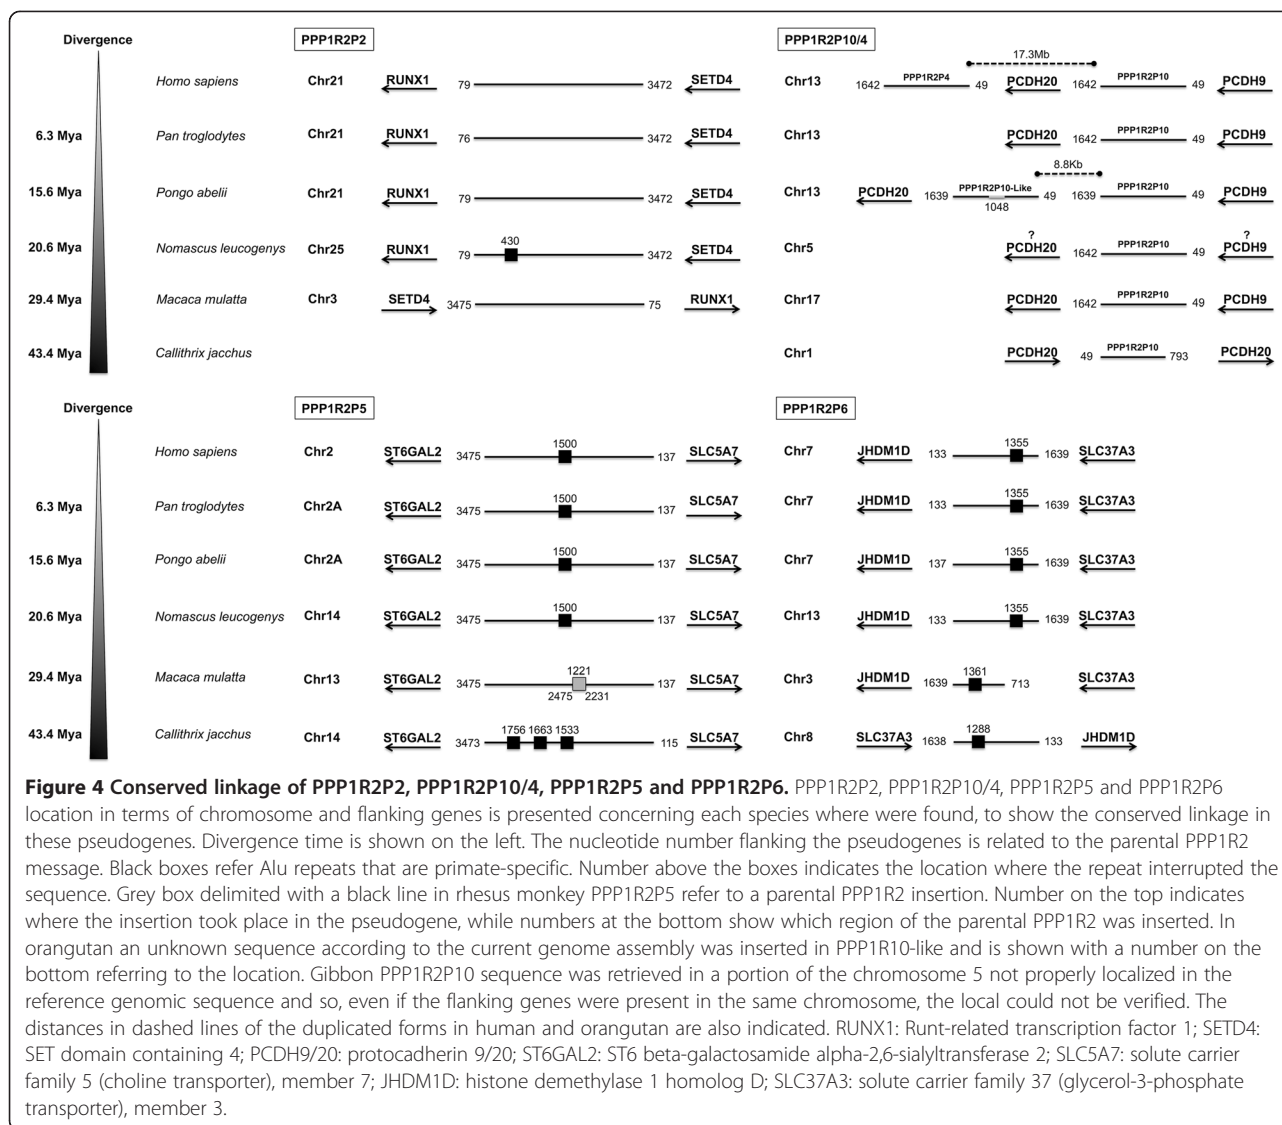 Divergence PPP1R2P2 PPP1R2P10/4
17.3Mb
Homo sapiens Chr21 RUNX1 79 3472 SETD4 Chr13 1642 PPP1R2P4 49 PCDH20 1642 PPP1R2P10 49 PCDH9
6.3 Mya Pan troglodytes Chr21 RUNX1 76 3472 SETD4 Chr13 PCDH20 1642 PPP1R2P10 49 PCDH9
8.8Kb
15.6 Mya Pongo abelii Chr21 RUNX1 79 3472 SETD4 Chr13 PCDH20 1639 PPP1R2P10-Like 49 1639 PPP1R2P10 49 PCDH9
1048
430 ? ?
20.6 Mya Nomascus leucogenys Chr25 RUNX1 79 3472 SETD4 Chr5 PCDH20 1642 PPP1R2P10 49 PCDH9
29.4 Mya Macaca mulatta Chr3 SETD4 3475 75 RUNX1 Chr17 PCDH20 1642 PPP1R2P10 49 PCDH9
43.4 Mya Callithrix jacchus Chr1 PCDH20 49 PPP1R2P10 793 PCDH20
Divergence PPP1R2P5 PPP1R2P6
1500 1355
Homo sapiens Chr2 ST6GAL2 3475 137 SLC5A7 Chr7 JHDM1D 133 1639 SLC37A3
1500 1355
6.3 Mya Pan troglodytes Chr2A ST6GAL2 3475 137 SLC5A7 Chr7 JHDM1D 133 1639 SLC37A3
1500 1355
15.6 Mya Pongo abelii Chr2A ST6GAL2 3475 137 SLC5A7 Chr7 JHDM1D 137 1639 SLC37A3
1500 1355
20.6 Mya Nomascus leucogenys Chr14 ST6GAL2 3475 137 SLC5A7 Chr13 JHDM1D 133 1639 SLC37A3
1221 1361
29.4 Mya Macaca mulatta Chr13 ST6GAL2 3475 137 SLC5A7 Chr3 JHDM1D 1639 713 SLC37A3
2475 2231
1756 1663 1533 1288
43.4 Mya Callithrix jacchus Chr14 ST6GAL2 3473 115 SLC5A7 Chr8 SLC37A3 1638 133 JHDM1D
Figure 4 Conserved linkage of PPP1R2P2, PPP1R2P10/4, PPP1R2P5 and PPP1R2P6. PPP1R2P2, PPP1R2P10/4, PPP1R2P5 and PPP1R2P6
location in terms of chromosome and flanking genes is presented concerning each species where were found, to show the conserved linkage in
these pseudogenes. Divergence time is shown on the left. The nucleotide number flanking the pseudogenes is related to the parental PPP1R2
message. Black boxes refer Alu repeats that are primate-specific. Number above the boxes indicates the location where the repeat interrupted the
sequence. Grey box delimited with a black line in rhesus monkey PPP1R2P5 refer to a parental PPP1R2 insertion. Number on the top indicates
where the insertion took place in the pseudogene, while numbers at the bottom show which region of the parental PPP1R2 was inserted. In
orangutan an unknown sequence according to the current genome assembly was inserted in PPP1R10-like and is shown with a number on the
bottom referring to the location. Gibbon PPP1R2P10 sequence was retrieved in a portion of the chromosome 5 not properly localized in the
reference genomic sequence and so, even if the flanking genes were present in the same chromosome, the local could not be verified. The
distances in dashed lines of the duplicated forms in human and orangutan are also indicated. RUNX1: Runt-related transcription factor 1; SETD4:
SET domain containing 4; PCDH9/20: protocadherin 9/20; ST6GAL2: ST6 beta-galactosamide alpha-2,6-sialyltransferase 2; SLC5A7: solute carrier
family 5 (choline transporter), member 7; JHDM1D: histone demethylase 1 homolog D; SLC37A3: solute carrier family 37 (glycerol-3-phosphate
transporter), member 3.